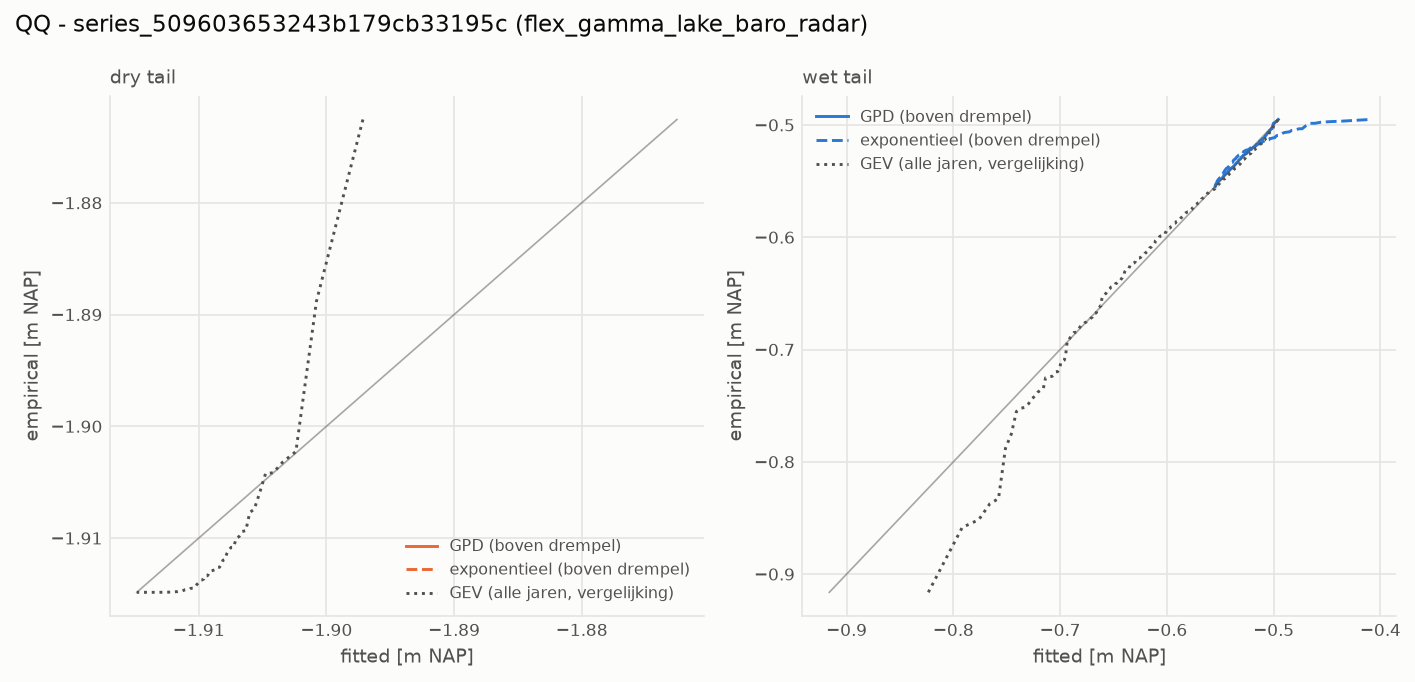 QQ - series_509603653243b179cb33195c (flex_gamma_lake_baro_radar)
dry tail
−1.88
−1.89
−1.90
−1.91
empirical [m NAP]
GPD (boven drempel)
exponentieel (boven drempel)
GEV (alle jaren, vergelijking)
−1.91
−1.90
−1.89
−1.88
fitted [m NAP]
wet tail
GPD (boven drempel)
exponentieel (boven drempel)
GEV (alle jaren, vergelijking)
−0.5
−0.6
−0.7
−0.8
−0.9
empirical [m NAP]
−0.9
−0.8
−0.7
−0.6
−0.5
−0.4
fitted [m NAP]